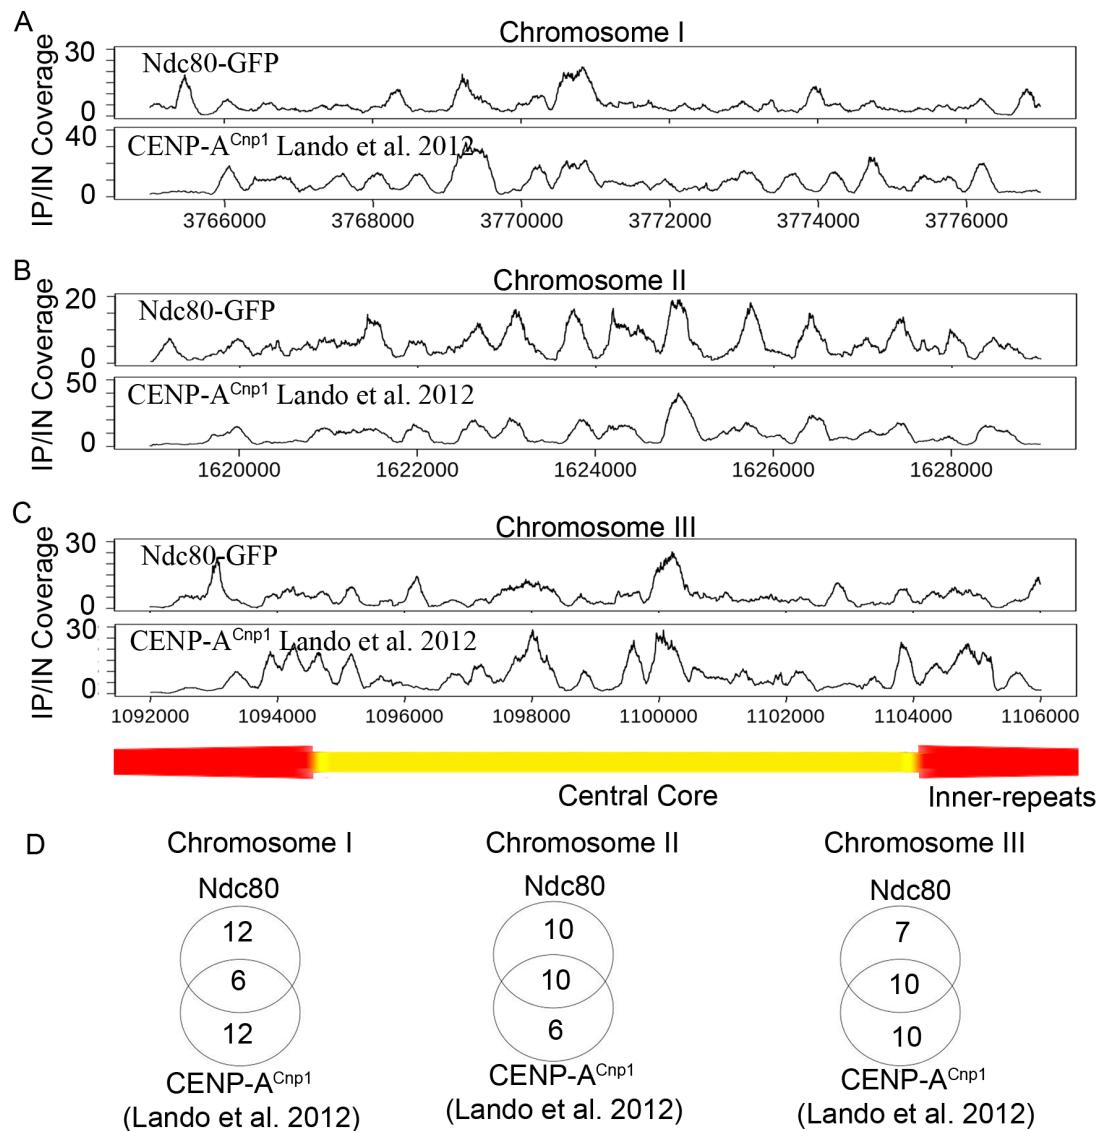 A
Chromosome I
IP/IN Coverage
30
0
Ndc80-GFP
40
0
CENP-ACnp1 Lando et al. 2012
3766000 3768000 3770000 3772000 3774000 3776000
B
Chromosome II
IP/IN Coverage
20
0
Ndc80-GFP
50
0
CENP-ACnp1 Lando et al. 2012
1620000 1622000 1624000 1626000 1628000
C
Chromosome III
IP/IN Coverage
30
0
Ndc80-GFP
30
0
CENP-ACnp1 Lando et al. 2012
1092000 1094000 1096000 1098000 1100000 1102000 1104000 1106000
Central Core
Inner-repeats
D
Chromosome I
Ndc80
12
6
12
CENP-ACnp1
(Lando et al. 2012)
Chromosome II
Ndc80
10
10
6
CENP-ACnp1
(Lando et al. 2012)
Chromosome III
Ndc80
7
10
10
CENP-ACnp1
(Lando et al. 2012)